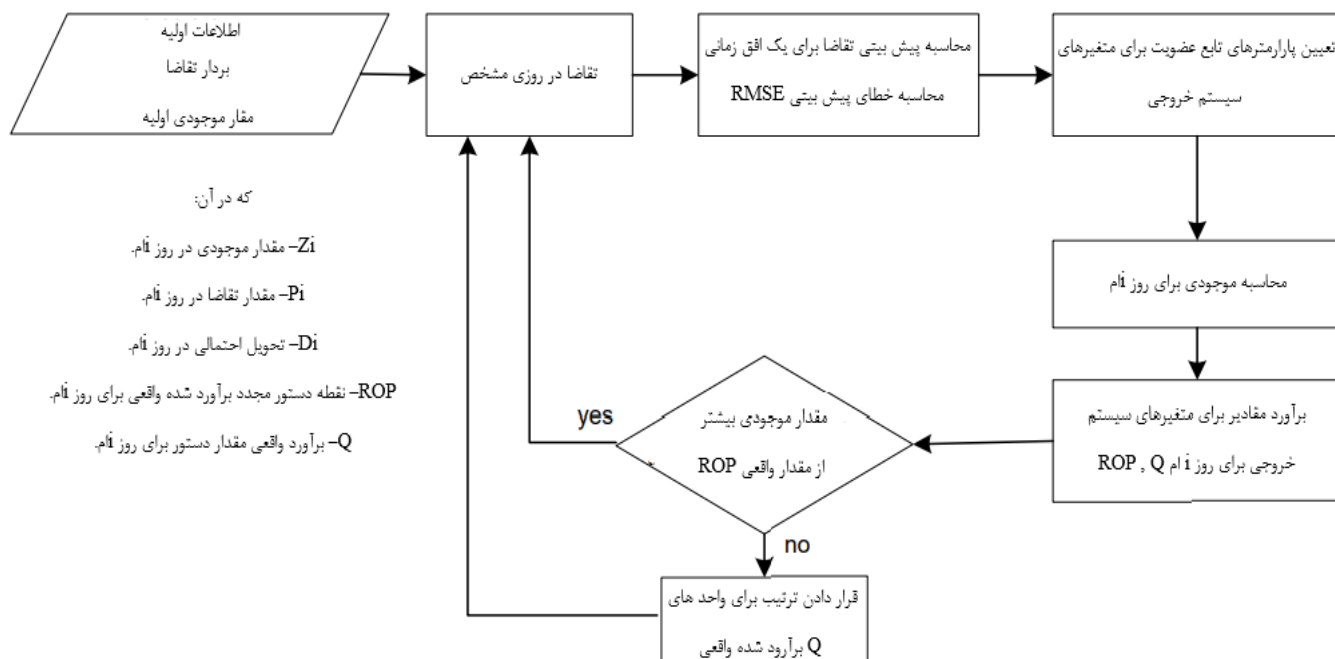 اطلاعات اولیه
بردار تقاضا
مقار موجودی اولیه
تقاضا در روزی مشخص
محاسبه پیش بیتی تقاضا برای یک افق زمانی
محاسبه خطای پیش بیتی RMSE
تعیین پارارمترهای تابع عضویت برای متغیرهای
سیستم خروجی
که در آن:
Zi– مقدار موجودی در روز iام.
Pi– مقدار تقاضا در روز iام.
Di– تحویل احتمالی در روز iام.
ROP– نقطه دستور مجدد برآورد شده واقعی برای روز iام.
Q– برآورد واقعی مقدار دستور برای روز iام.
محاسبه موجودی برای روز iام
برآورد مقادیر برای متغیرهای سیستم
خروجی برای روز i ام ROP , Q
مقدار موجودی بیشتر
از مقدار واقعی ROP
yes
no
قرار دادن ترتیب برای واحد های
Q برآرود شده واقعی